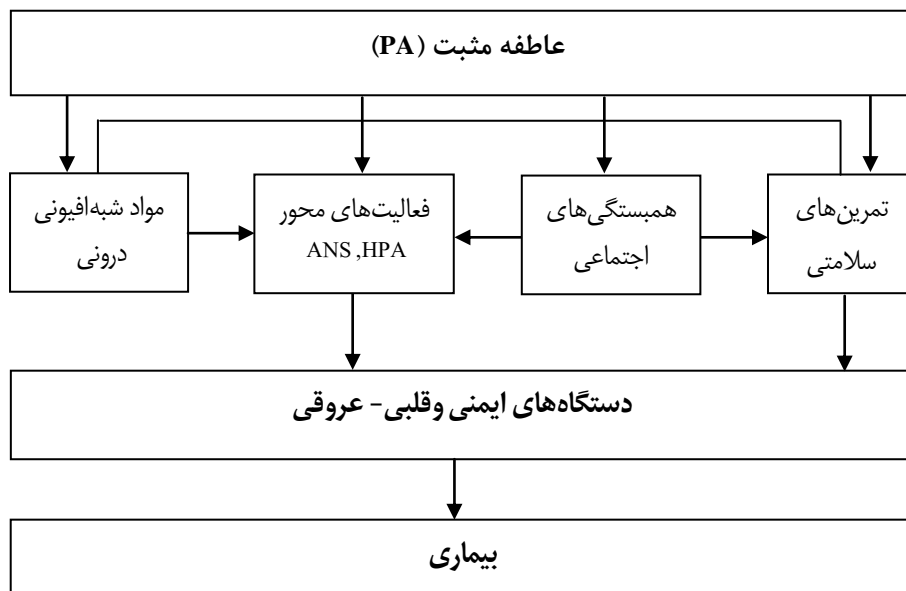 عاطفه مثبت (PA)
تمرین‌های
سلامتی
همبستگی‌های
اجتماعی
فعالیت‌های محور
ANS ,HPA
مواد شبه‌افیونی
درونی
دستگاه‌های ایمنی وقلبی- عروقی
بیماری